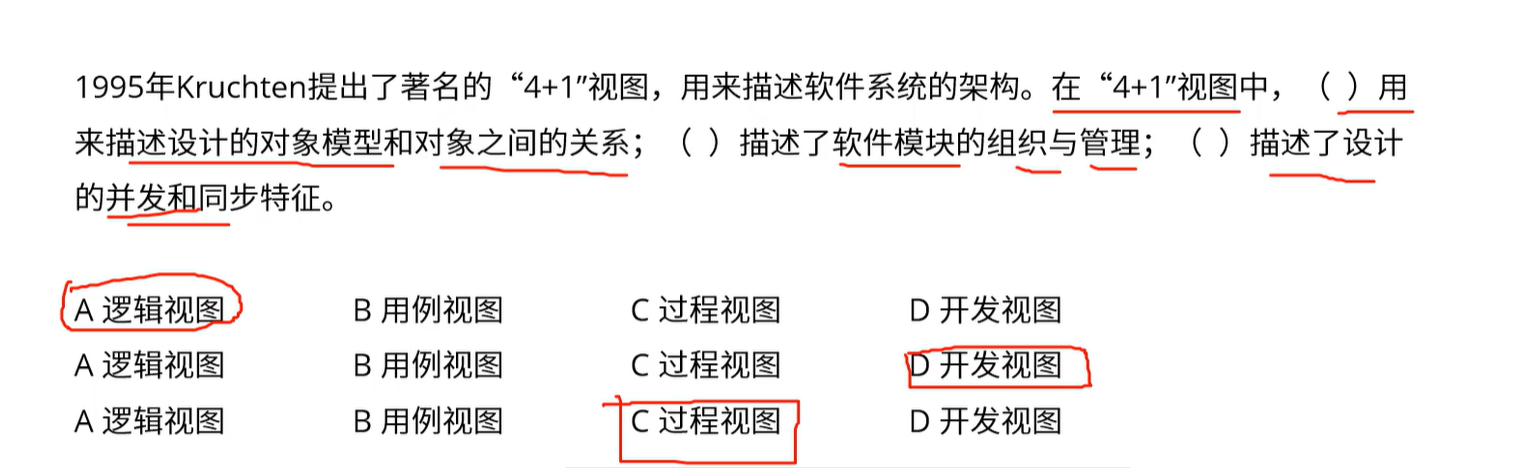 1995年Kruchten提出了著名的“4+1”视图，用来描述软件系统的架构。在“4+1”视图中，（ ）用
来描述设计的对象模型和对象之间的关系；（ ）描述了软件模块的组织与管理；（ ）描述了设计
的并发和同步特征。
A 逻辑视图 B 用例视图 C 过程视图 D 开发视图
A 逻辑视图 B 用例视图 C 过程视图 D 开发视图
A 逻辑视图 B 用例视图 C 过程视图 D 开发视图